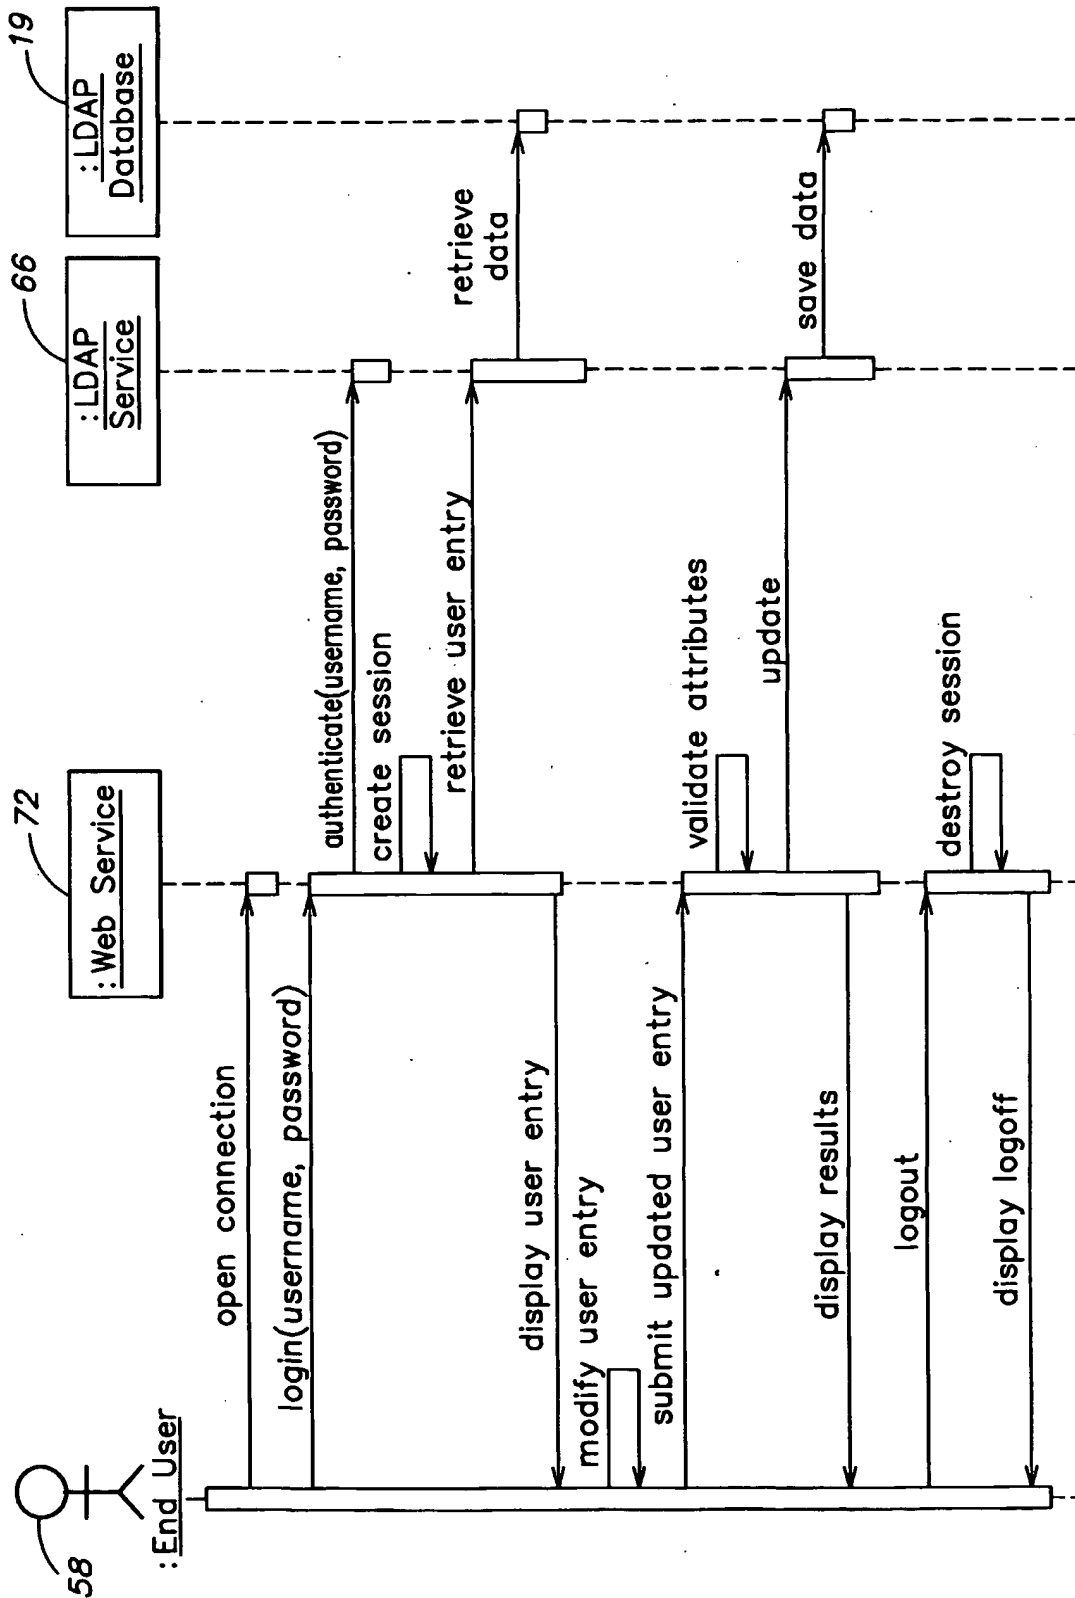 58
:End User
72
:Web Service
66
:LDAP
Service
19
:LDAP
Database
open connection
login(username, password)
authenticate(username, password)
create session
retrieve user entry
retrieve
data
display user entry
modify user entry
submit updated user entry
validate attributes
update
save data
display results
logout
destroy session
display logoff